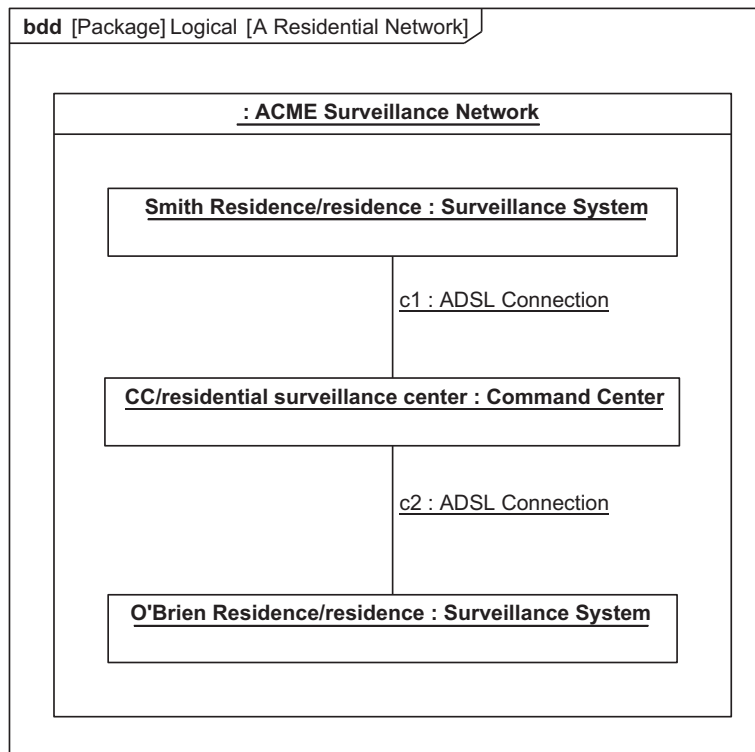 bdd [Package] Logical [A Residential Network]
: ACME Surveillance Network
Smith Residence/residence : Surveillance System
c1 : ADSL Connection
CC/residential surveillance center : Command Center
c2 : ADSL Connection
O'Brien Residence/residence : Surveillance System